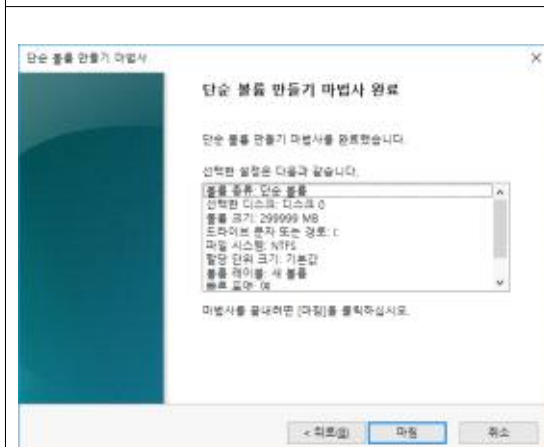 단순 볼륨 만들기 마법사
단순 볼륨 만들기 마법사 완료
단순 볼륨 만들기 마법사를 완료했습니다.
선택한 설정은 다음과 같습니다.
볼륨 종류: 단순 볼륨
선택한 디스크: 디스크 0
볼륨 크기: 299999 MB
드라이브 문자 또는 경로:
파일 시스템: NTFS
할당 단위 크기: 기본값
볼륨 레이블: 새 볼륨
빠른 포맷: 예
마법사를 끝내려면 [마침]을 클릭하십시오.
< 뒤로(B) 마침 취소